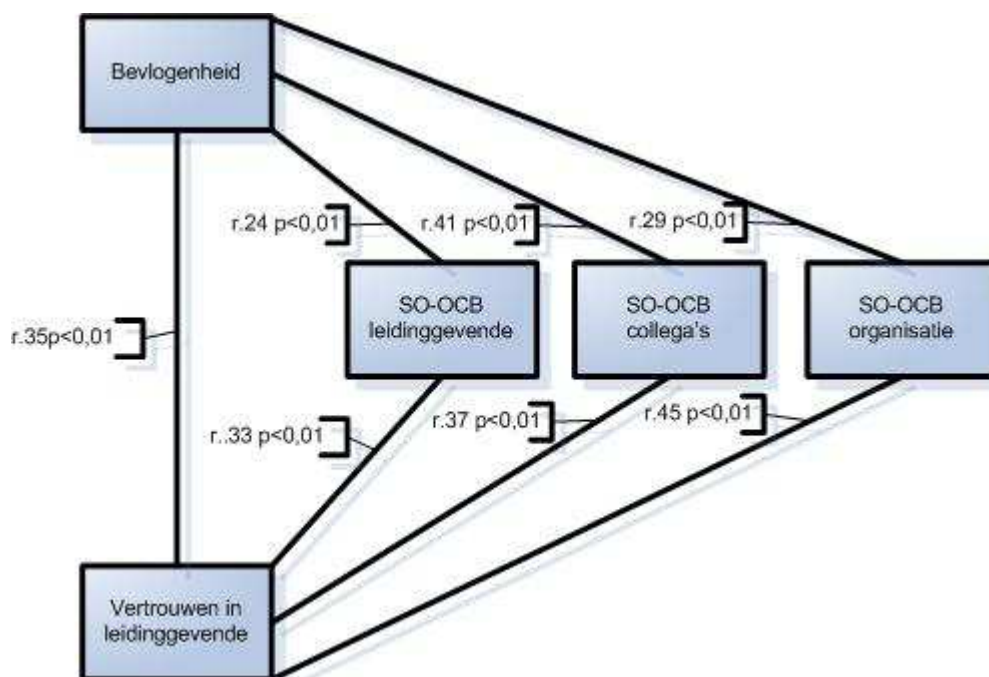 Bevlogenheid
r.24 p<0,01
r.41 p<0,01
r.29 p<0,01
SO-OCB
leidinggevende
SO-OCB
collega's
SO-OCB
organisatie
r.35p<0,01
r..33 p<0,01
r.37 p<0,01
r.45 p<0,01
Vertrouwen in
leidinggevende